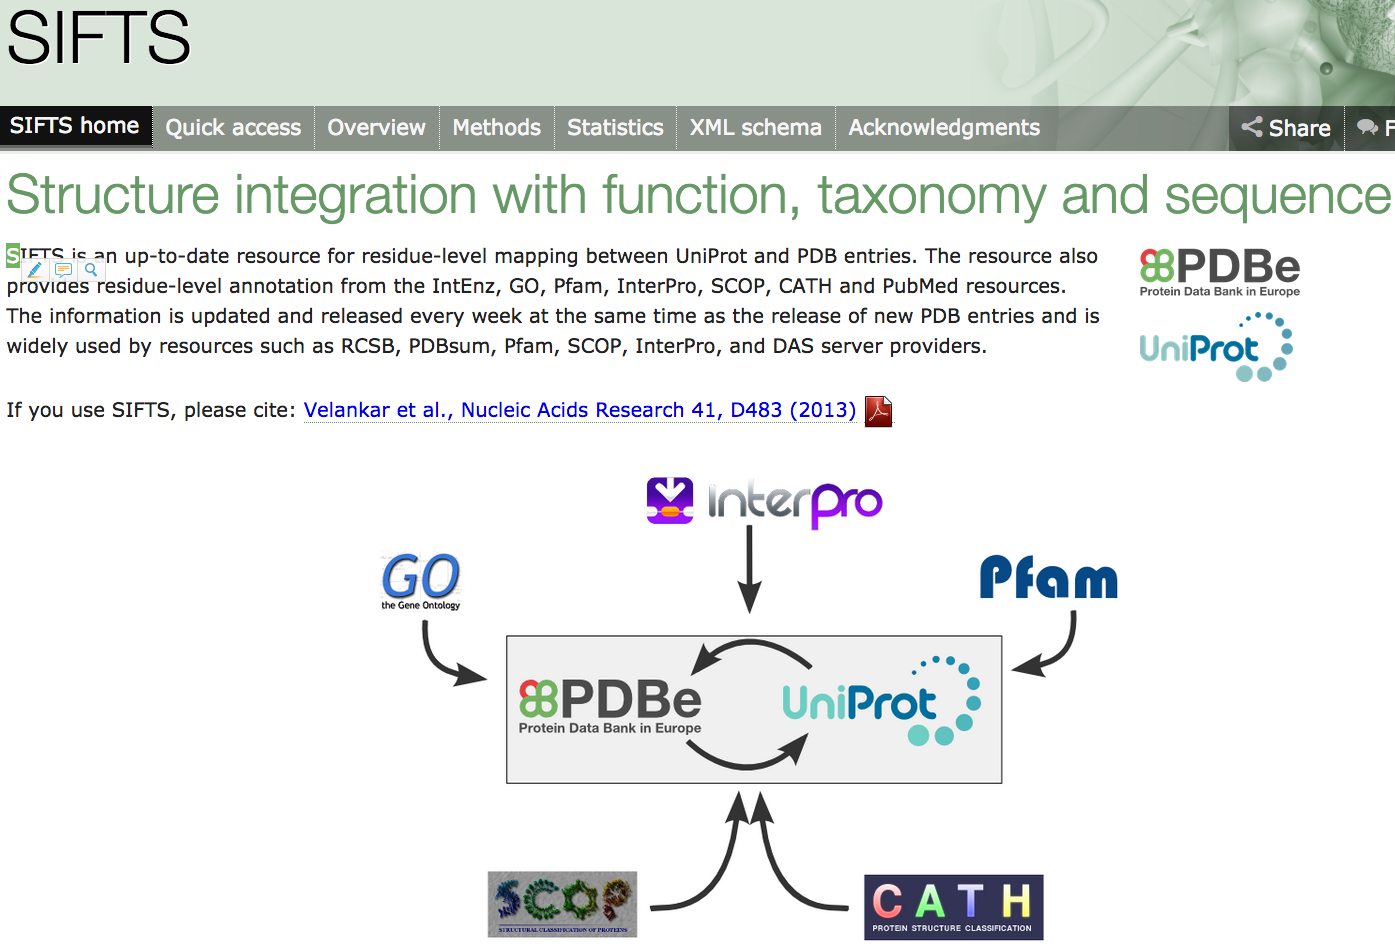 SIFTS
SIFTS home Quick access Overview Methods Statistics XML schema Acknowledgments Share F
Structure integration with function, taxonomy and sequence
SIFTS is an up-to-date resource for residue-level mapping between UniProt and PDB entries. The resource also
provides residue-level annotation from the IntEnz, GO, Pfam, InterPro, SCOP, CATH and PubMed resources.
The information is updated and released every week at the same time as the release of new PDB entries and is
widely used by resources such as RCSB, PDBsum, Pfam, SCOP, InterPro, and DAS server providers.
PDBe
Protein Data Bank in Europe
UniProt
If you use SIFTS, please cite: Velankar et al., Nucleic Acids Research 41, D483 (2013)
InterPro
GO
the Gene Ontology
Pfam
PDBe
Protein Data Bank in Europe
UniProt
SCOP
STRUCTURAL CLASSIFICATION OF PROTEINS
CATH
PROTEIN STRUCTURE CLASSIFICATION